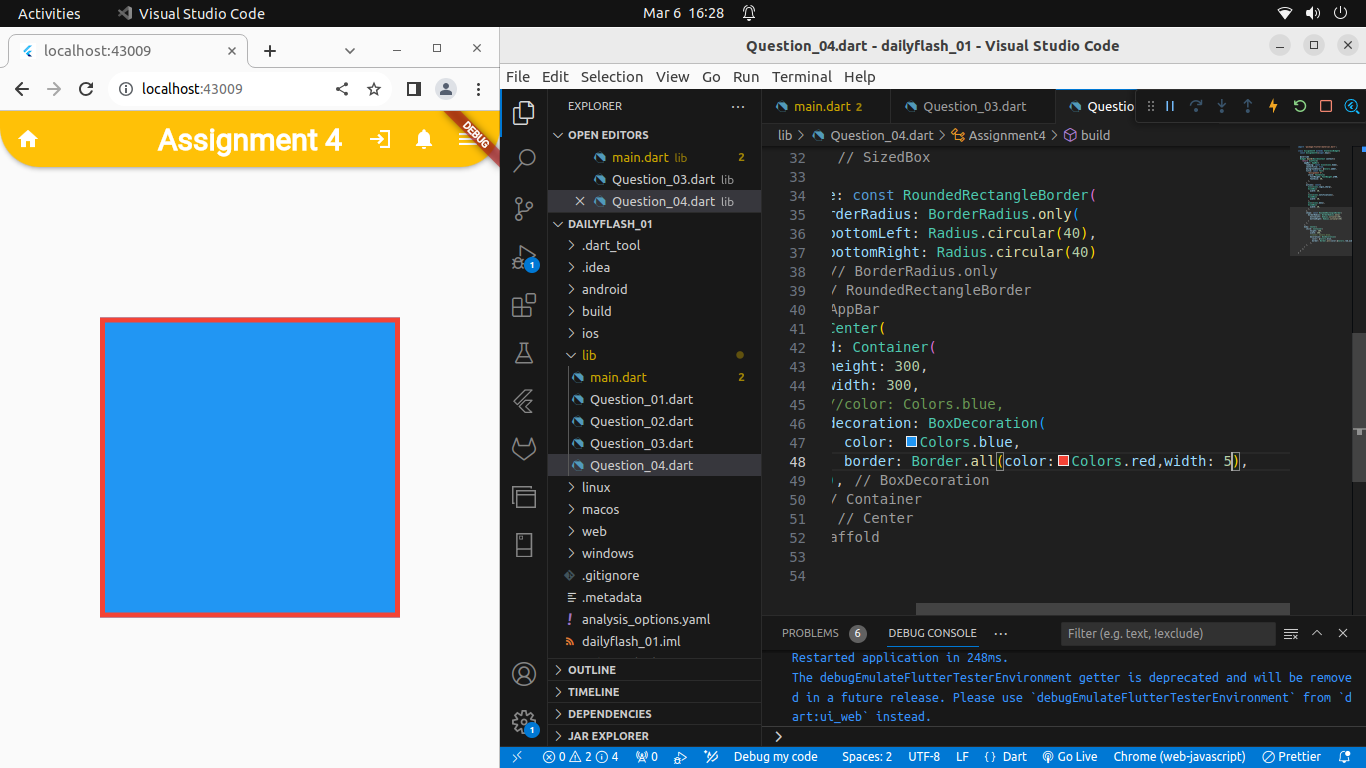 Activities Visual Studio Code Mar 6 16:28
localhost:43009
localhost:43009
Assignment 4
DEBUG
Question_04.dart - dailyflash_01 - Visual Studio Code
File Edit Selection View Go Run Terminal Help
EXPLORER
OPEN EDITORS
main.dart lib 2
Question_03.dart lib
Question_04.dart lib
DAILYFLASH_01
.dart_tool
.idea
android
build
ios
lib
main.dart 2
Question_01.dart
Question_02.dart
Question_03.dart
Question_04.dart
linux
macos
web
windows
.gitignore
.metadata
analysis_options.yaml
dailyflash_01.iml
OUTLINE
TIMELINE
DEPENDENCIES
JAR EXPLORER
1
1
main.dart 2 Question_03.dart Questio
lib > Question_04.dart > Assignment4 > build
32 // SizedBox
33
34 e: const RoundedRectangleBorder(
35 rderRadius: BorderRadius.only(
36 bottomLeft: Radius.circular(40),
37 bottomRight: Radius.circular(40)
38 // BorderRadius.only
39 / RoundedRectangleBorder
40 AppBar
41 Center(
42 d: Container(
43 height: 300,
44 width: 300,
45 //color: Colors.blue,
46 decoration: BoxDecoration(
47 color: Colors.blue,
48 border: Border.all(color:Colors.red,width: 5),
49 ), // BoxDecoration
50 / Container
51 // Center
52 affold
53
54
PROBLEMS 6 DEBUG CONSOLE ··· Filter (e.g. text, !exclude)
Restarted application in 248ms.
The debugEmulateFlutterTesterEnvironment getter is deprecated and will be remove
d in a future release. Please use `debugEmulateFlutterTesterEnvironment` from `d
art:ui_web` instead.
>
0 2 4 0 Debug my code Spaces: 2 UTF-8 LF { } Dart Go Live Chrome (web-javascript) Prettier